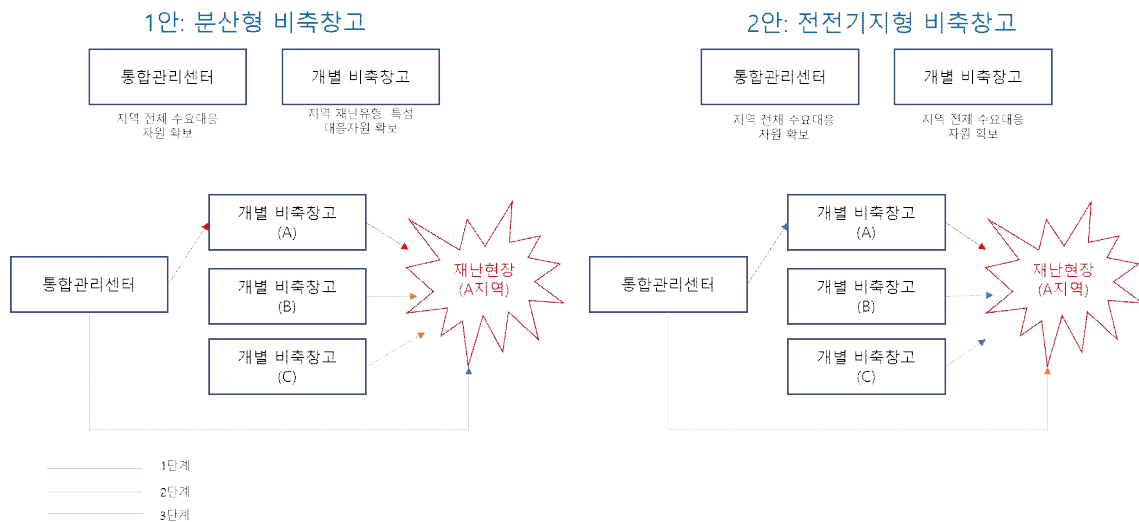 1안: 분산형 비축창고
통합관리센터
개별 비축창고
지역 전체 수요대응
자원 확보
지역 재난유형 특성
대응자원 확보
통합관리센터
개별 비축창고
(A)
개별 비축창고
(B)
개별 비축창고
(C)
재난현장
(A지역)
1단계
2단계
3단계
2안: 전전기지형 비축창고
통합관리센터
개별 비축창고
지역 전체 수요대응
자원 확보
지역 전체 수요대응
자원 확보
통합관리센터
개별 비축창고
(A)
개별 비축창고
(B)
개별 비축창고
(C)
재난현장
(A지역)